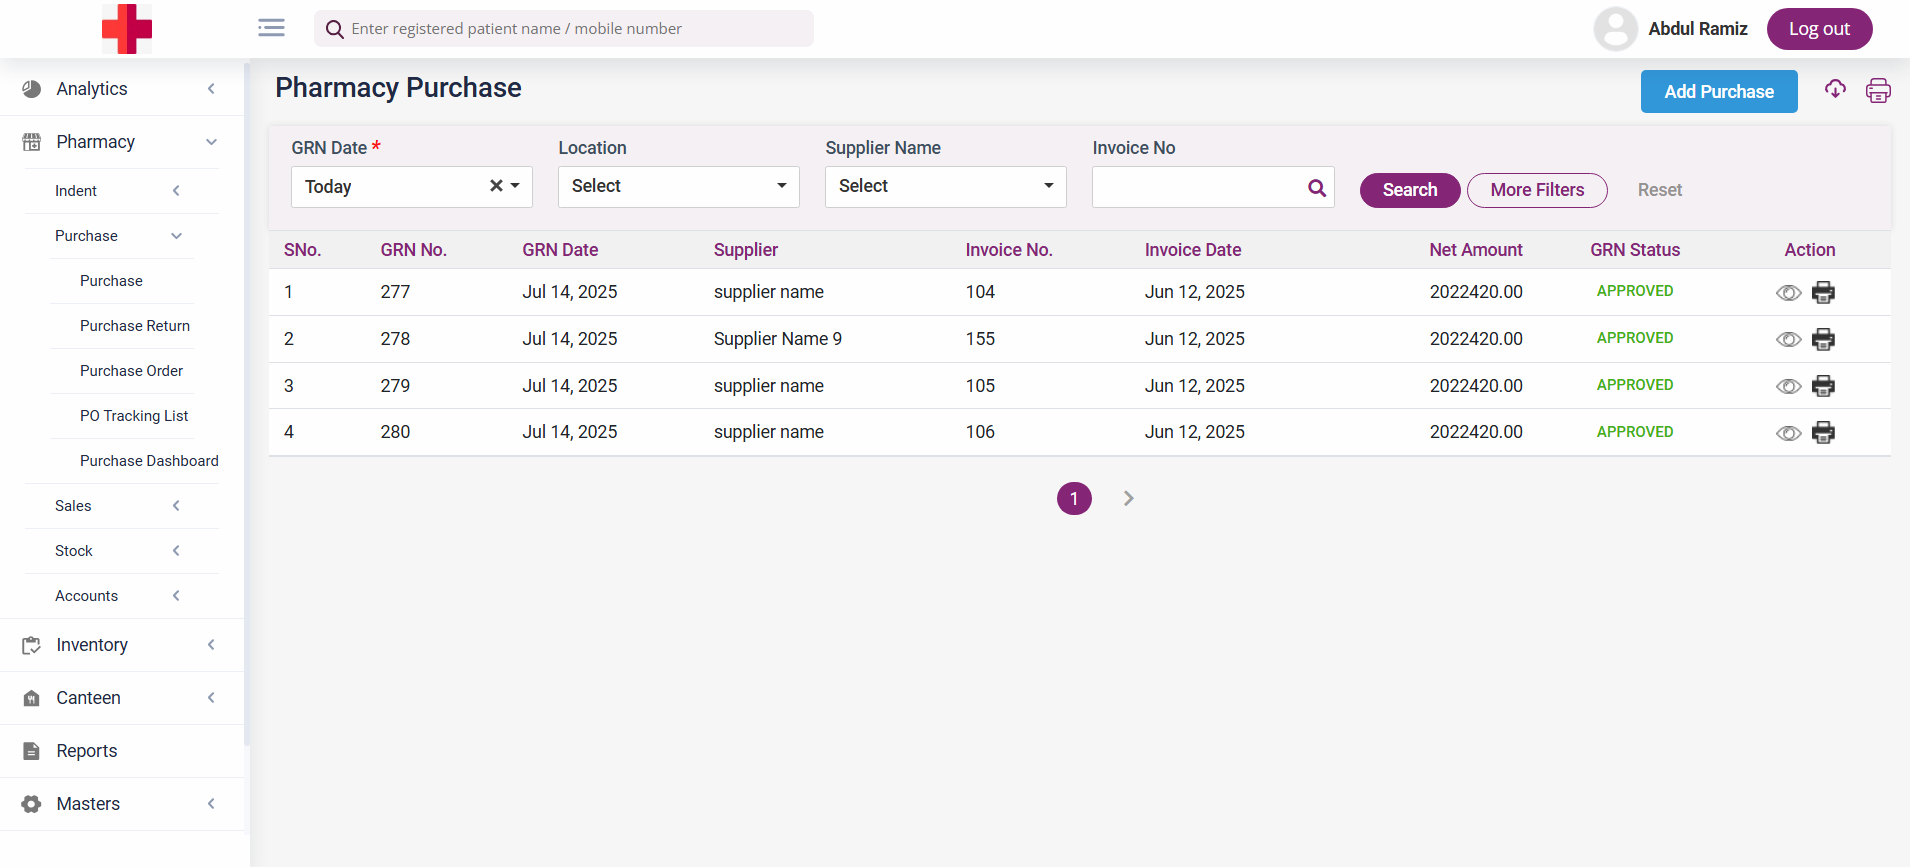 Enter registered patient name / mobile number
Abdul Ramiz
Log out
Analytics
Pharmacy
Indent
Purchase
Purchase
Purchase Return
Purchase Order
PO Tracking List
Purchase Dashboard
Sales
Stock
Accounts
Inventory
Canteen
Reports
Masters
Pharmacy Purchase
Add Purchase
GRN Date * Location Supplier Name Invoice No
Today Select Select Search More Filters Reset
SNo. GRN No. GRN Date Supplier Invoice No. Invoice Date Net Amount GRN Status Action
1 277 Jul 14, 2025 supplier name 104 Jun 12, 2025 2022420.00 APPROVED
2 278 Jul 14, 2025 Supplier Name 9 155 Jun 12, 2025 2022420.00 APPROVED
3 279 Jul 14, 2025 supplier name 105 Jun 12, 2025 2022420.00 APPROVED
4 280 Jul 14, 2025 supplier name 106 Jun 12, 2025 2022420.00 APPROVED
1